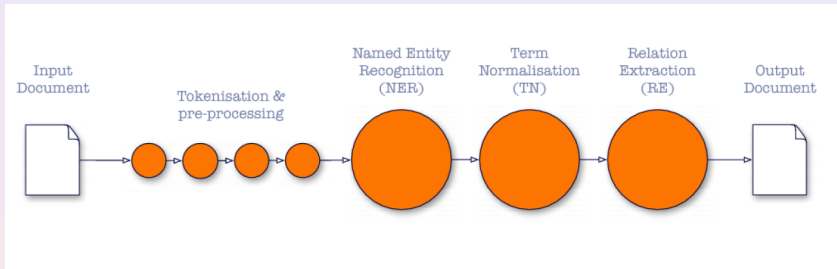 Input
Document
Tokenisation &
pre-processing
Named Entity
Recognition
(NER)
Term
Normalisation
(TN)
Relation
Extraction
(RE)
Output
Document